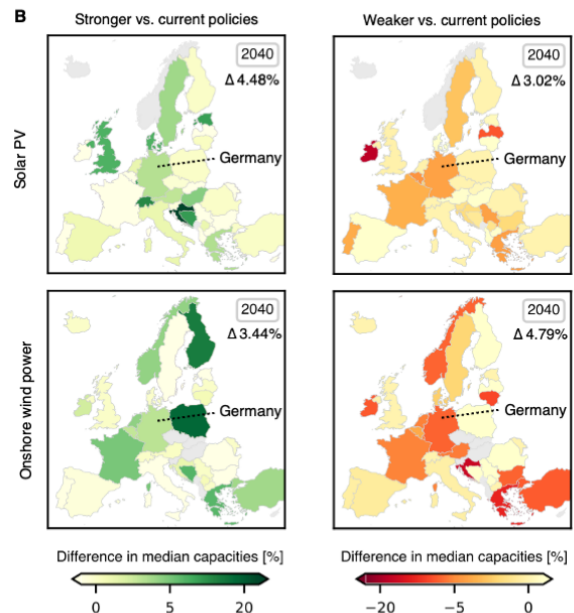 B
Stronger vs. current policies
Weaker vs. current policies
Solar PV
2040
Δ 4.48%
Germany
2040
Δ 3.02%
Germany
Onshore wind power
2040
Δ 3.44%
Germany
2040
Δ 4.79%
Germany
Difference in median capacities [%]
0 5 20
Difference in median capacities [%]
−20 −5 0